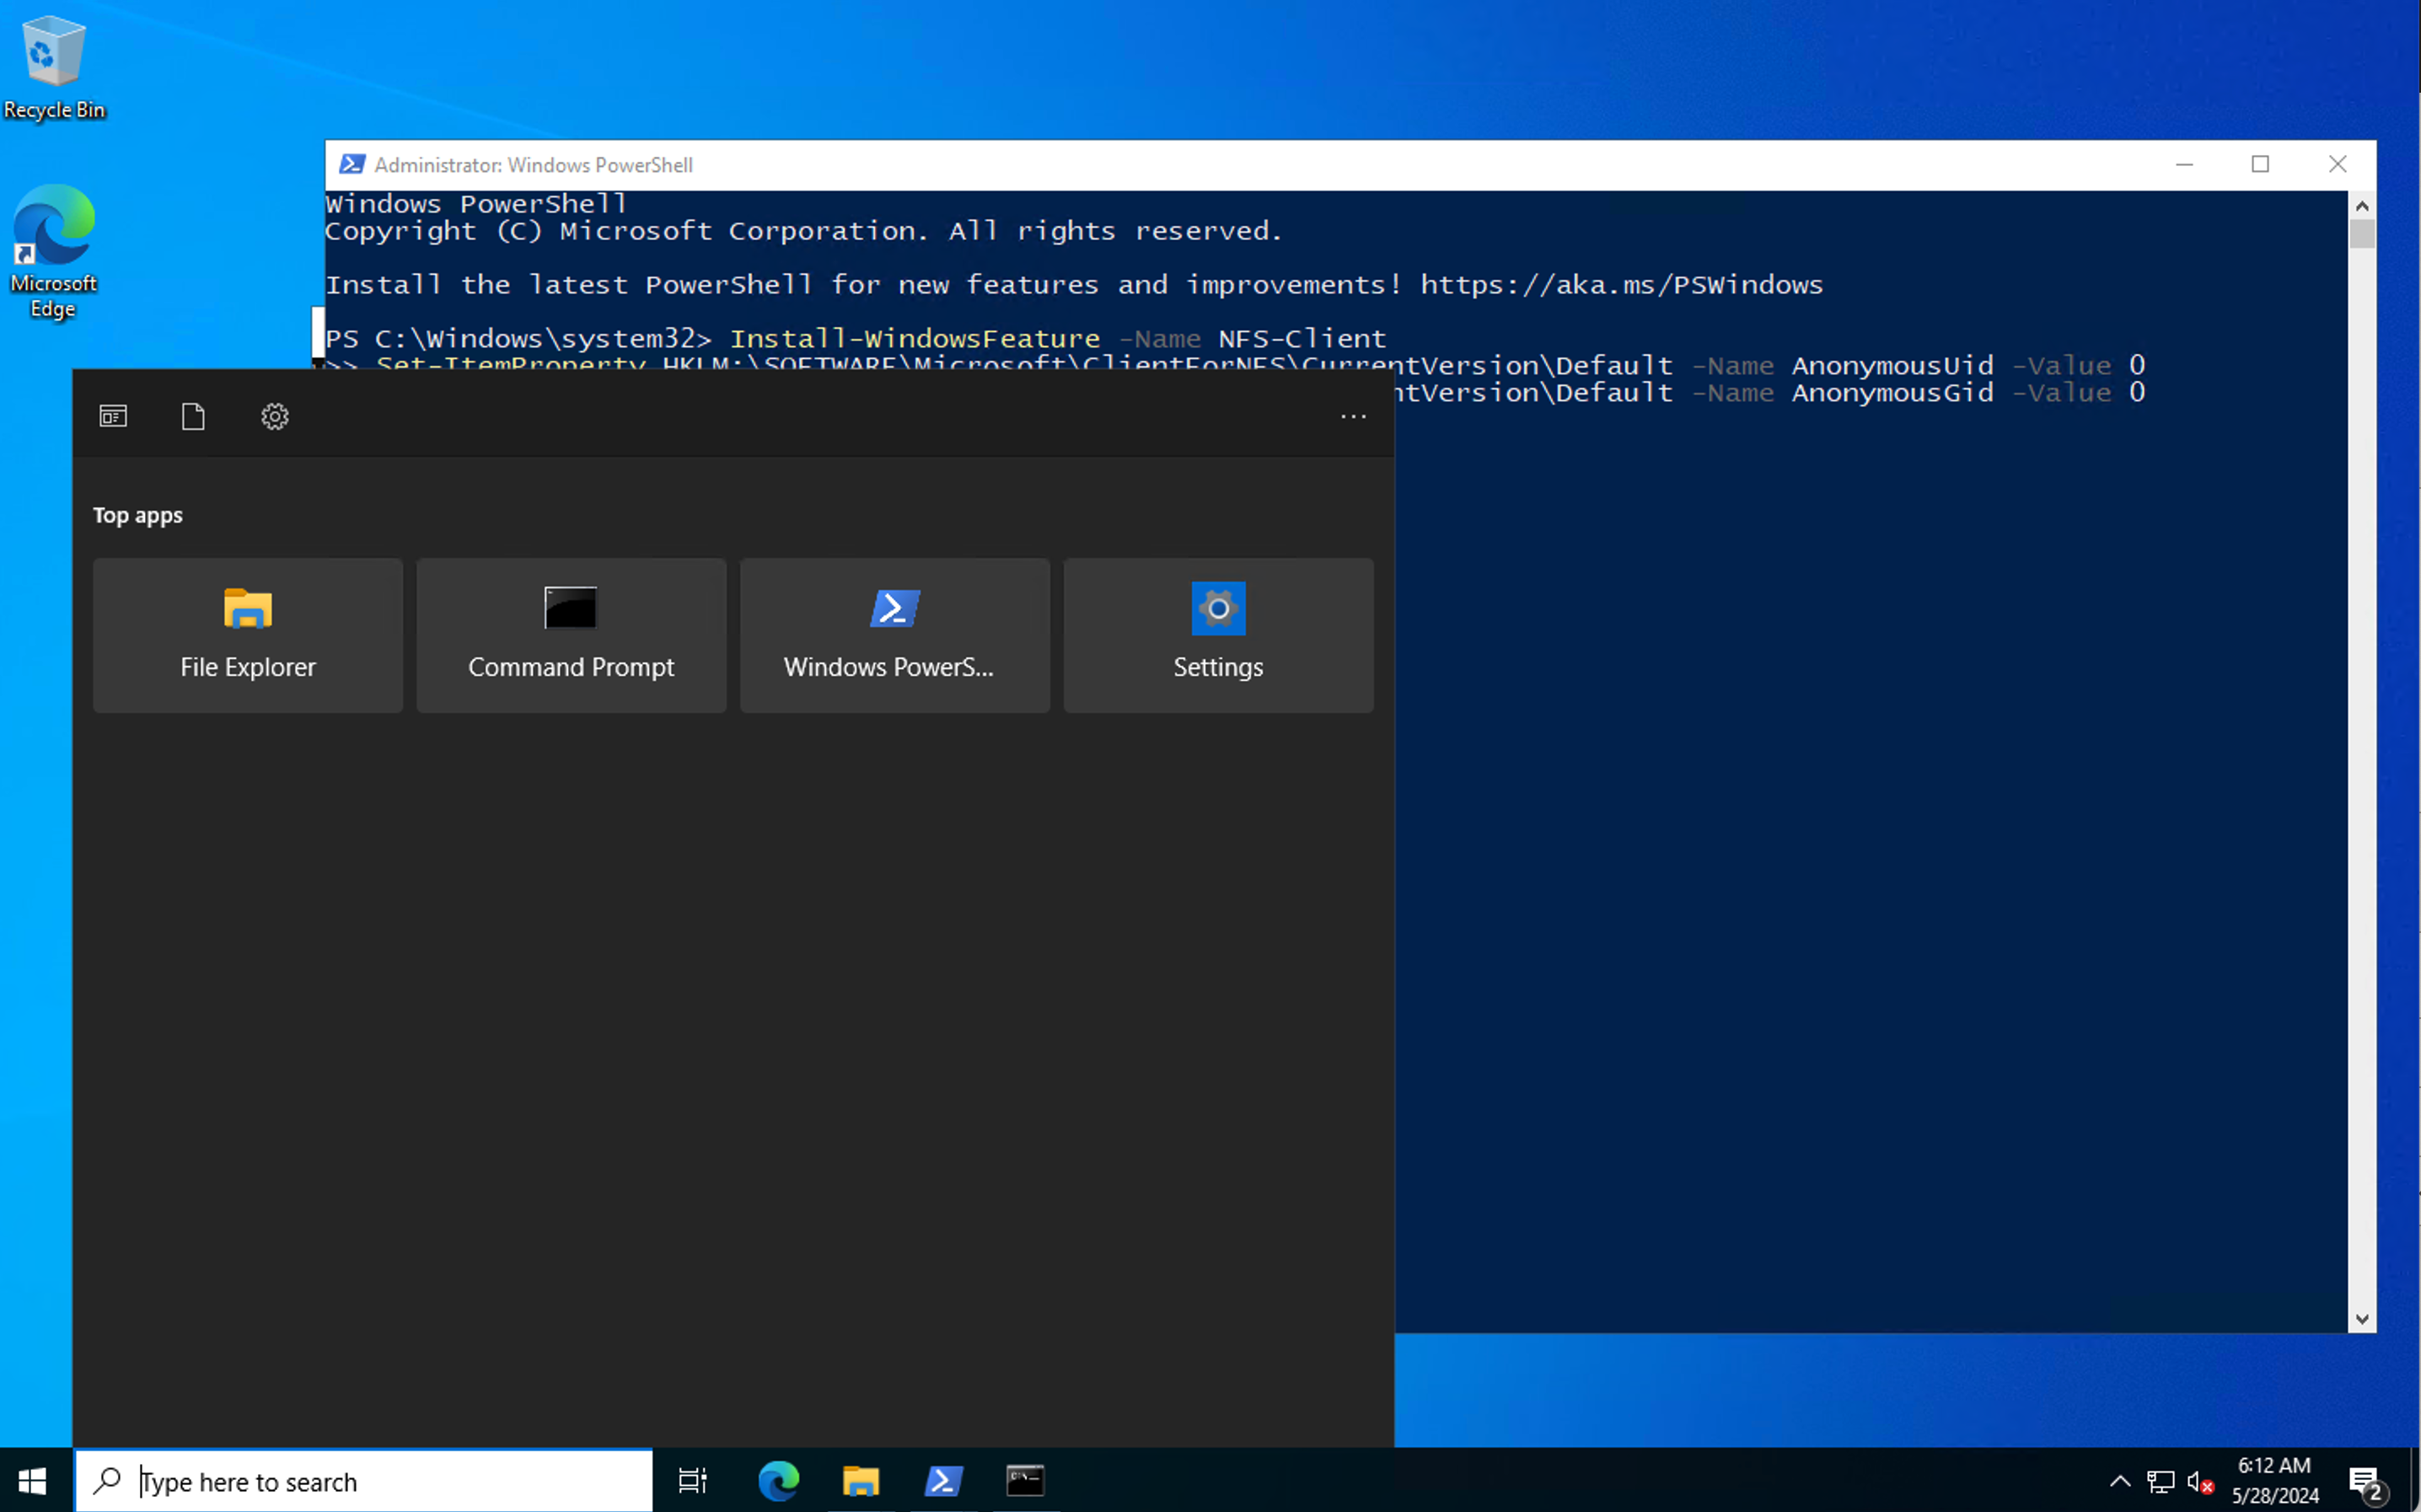 Recycle Bin
Microsoft
Edge
Administrator: Windows PowerShell
Windows PowerShell
Copyright (C) Microsoft Corporation. All rights reserved.
Install the latest PowerShell for new features and improvements! https://aka.ms/PSWindows
PS C:\Windows\system32> Install-WindowsFeature -Name NFS-Client
>> Set-ItemProperty HKLM:\SOFTWARE\Microsoft\ClientForNFS\CurrentVersion\Default -Name AnonymousUid -Value 0
ntVersion\Default -Name AnonymousGid -Value 0
Top apps
File Explorer
Command Prompt
Windows PowerS...
Settings
Type here to search
6:12 AM
5/28/2024
2